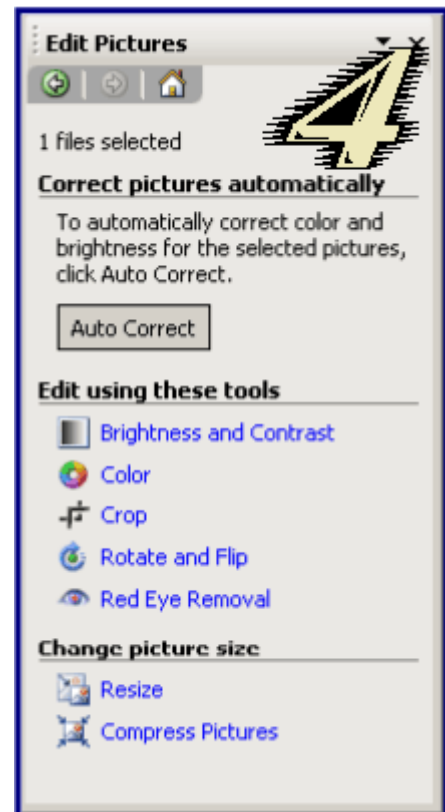 Edit Pictures
4
1 files selected
Correct pictures automatically
To automatically correct color and
brightness for the selected pictures,
click Auto Correct.
Auto Correct
Edit using these tools
Brightness and Contrast
Color
Crop
Rotate and Flip
Red Eye Removal
Change picture size
Resize
Compress Pictures